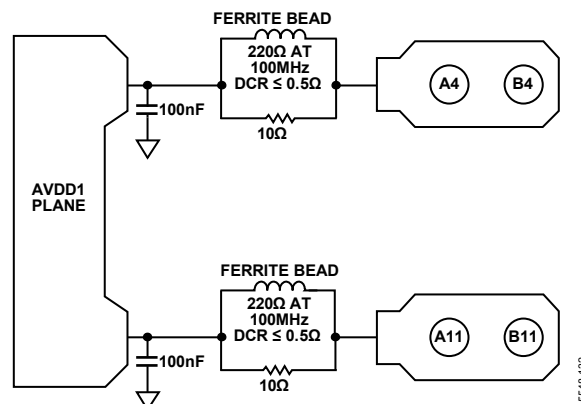 FERRITE BEAD
220Ω AT
100MHz
DCR ≤ 0.5Ω
10Ω
100nF
A4
B4
AVDD1
PLANE
FERRITE BEAD
220Ω AT
100MHz
DCR ≤ 0.5Ω
10Ω
100nF
A11
B11